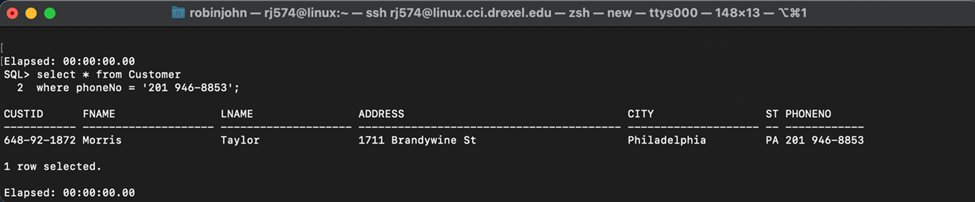 robinjohn — rj574@linux:~ — ssh rj574@linux.cci.drexel.edu — zsh — new — ttys000 — 148×13 — ⌥⌘1
[
[Elapsed: 00:00:00.00
SQL> select * from Customer
  2  where phoneNo = '201 946-8853';
CUSTID      FNAME                LNAME                ADDRESS                                  CITY                 ST PHONENO
----------- -------------------- -------------------- ---------------------------------------- -------------------- -- ------------
648-92-1872 Morris               Taylor               1711 Brandywine St                       Philadelphia         PA 201 946-8853
1 row selected.
Elapsed: 00:00:00.00